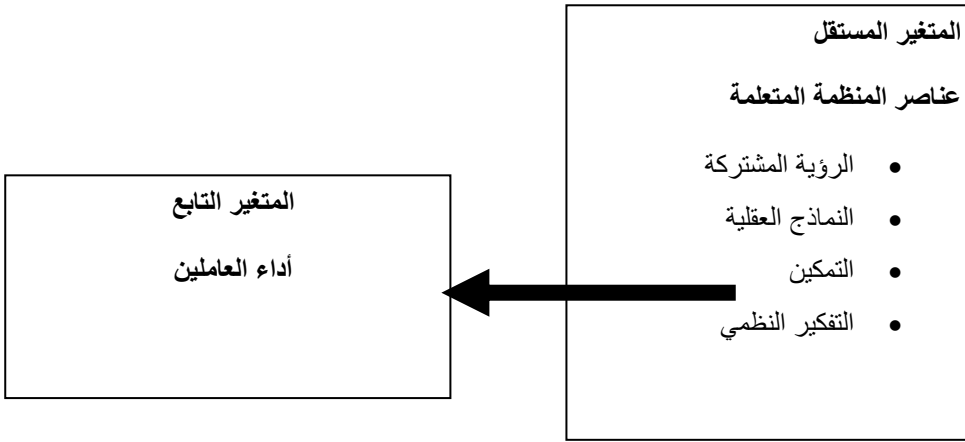 المتغير المستقل
عناصر المنظمة المتعلمة
• الرؤية المشتركة
• النماذج العقلية
• التمكين
• التفكير النظمي
المتغير التابع
أداء العاملين